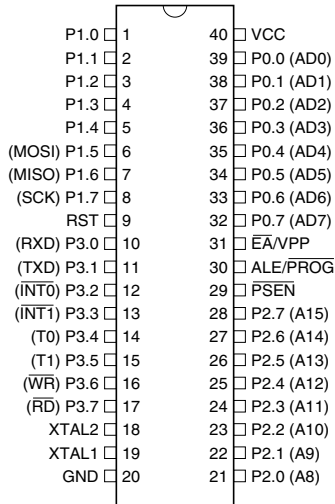 P1.0 1 40 VCC
P1.1 2 39 P0.0 (AD0)
P1.2 3 38 P0.1 (AD1)
P1.3 4 37 P0.2 (AD2)
P1.4 5 36 P0.3 (AD3)
(MOSI) P1.5 6 35 P0.4 (AD4)
(MISO) P1.6 7 34 P0.5 (AD5)
(SCK) P1.7 8 33 P0.6 (AD6)
RST 9 32 P0.7 (AD7)
(RXD) P3.0 10 31 E̅A̅/VPP
(TXD) P3.1 11 30 ALE/P̅R̅O̅G̅
(I̅N̅T̅0̅) P3.2 12 29 P̅S̅E̅N̅
(I̅N̅T̅1̅) P3.3 13 28 P2.7 (A15)
(T0) P3.4 14 27 P2.6 (A14)
(T1) P3.5 15 26 P2.5 (A13)
(W̅R̅) P3.6 16 25 P2.4 (A12)
(R̅D̅) P3.7 17 24 P2.3 (A11)
XTAL2 18 23 P2.2 (A10)
XTAL1 19 22 P2.1 (A9)
GND 20 21 P2.0 (A8)